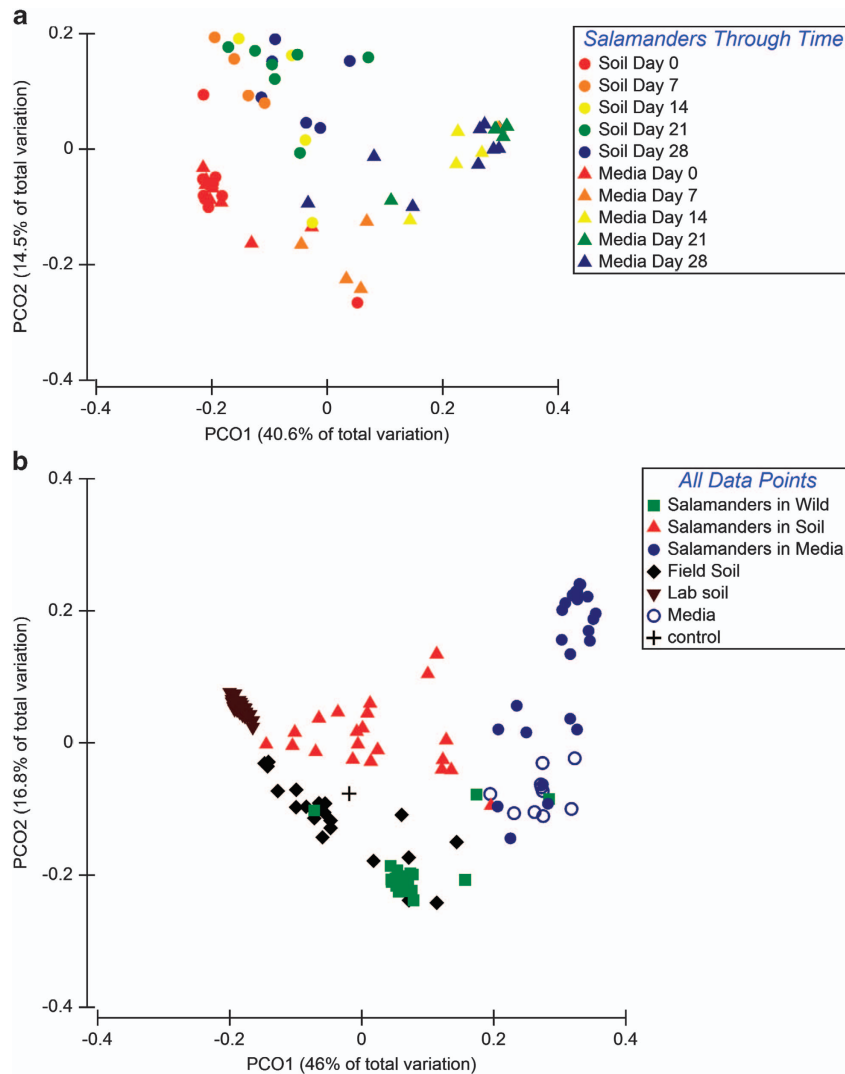 a
Salamanders Through Time
Soil Day 0
Soil Day 7
Soil Day 14
Soil Day 21
Soil Day 28
Media Day 0
Media Day 7
Media Day 14
Media Day 21
Media Day 28
0.2
0
-0.2
-0.4
PCO2 (14.5% of total variation)
-0.4 -0.2 0 0.2 0.4
PCO1 (40.6% of total variation)
b
All Data Points
Salamanders in Wild
Salamanders in Soil
Salamanders in Media
Field Soil
Lab soil
Media
control
0.4
0.2
0
-0.2
-0.4
PCO2 (16.8% of total variation)
-0.4 -0.2 0 0.2 0.4
PCO1 (46% of total variation)